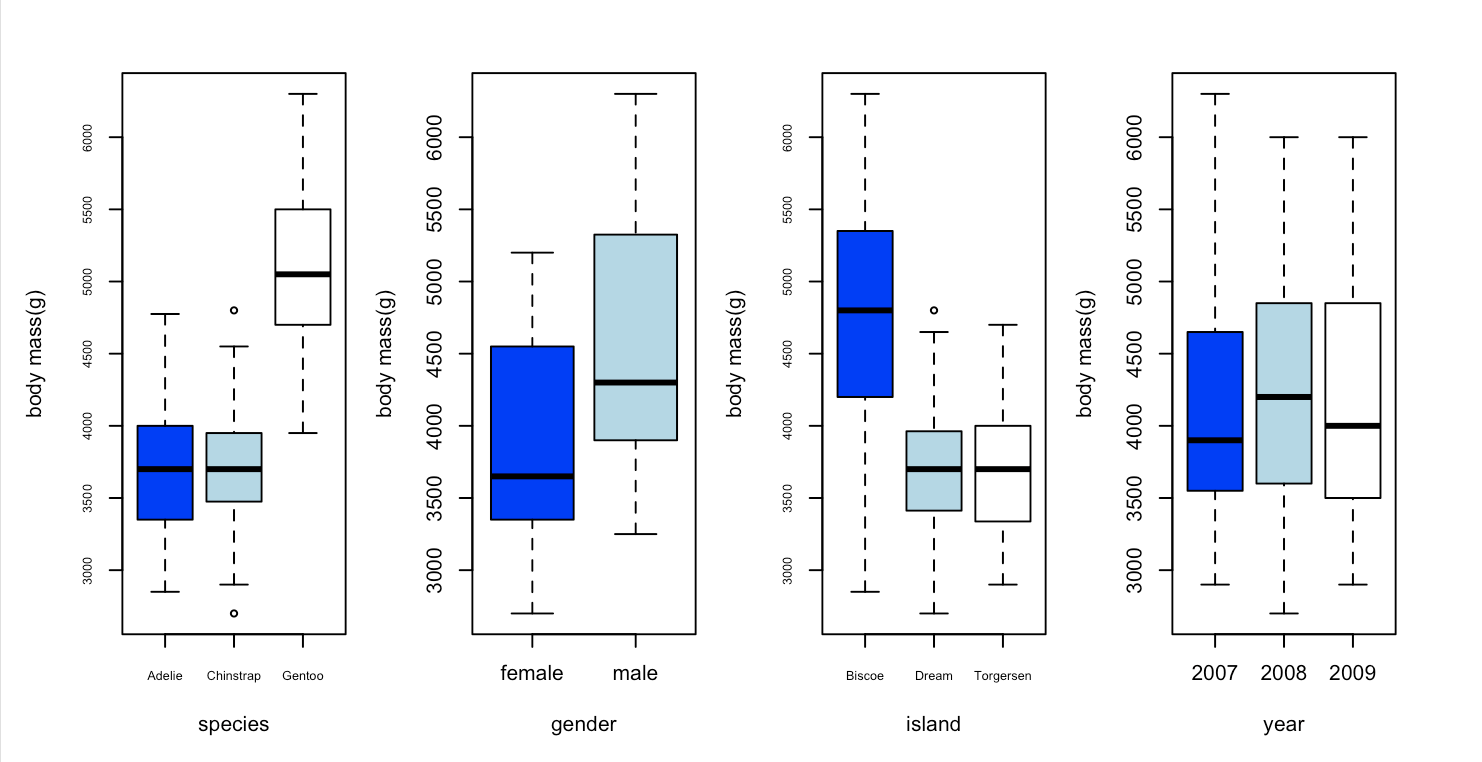 body mass(g)
6000
5500
5000
4500
4000
3500
3000
Adelie Chinstrap Gentoo
species
body mass(g)
6000
5500
5000
4500
4000
3500
3000
female male
gender
body mass(g)
6000
5500
5000
4500
4000
3500
3000
Biscoe Dream Torgersen
island
body mass(g)
6000
5500
5000
4500
4000
3500
3000
2007 2008 2009
year